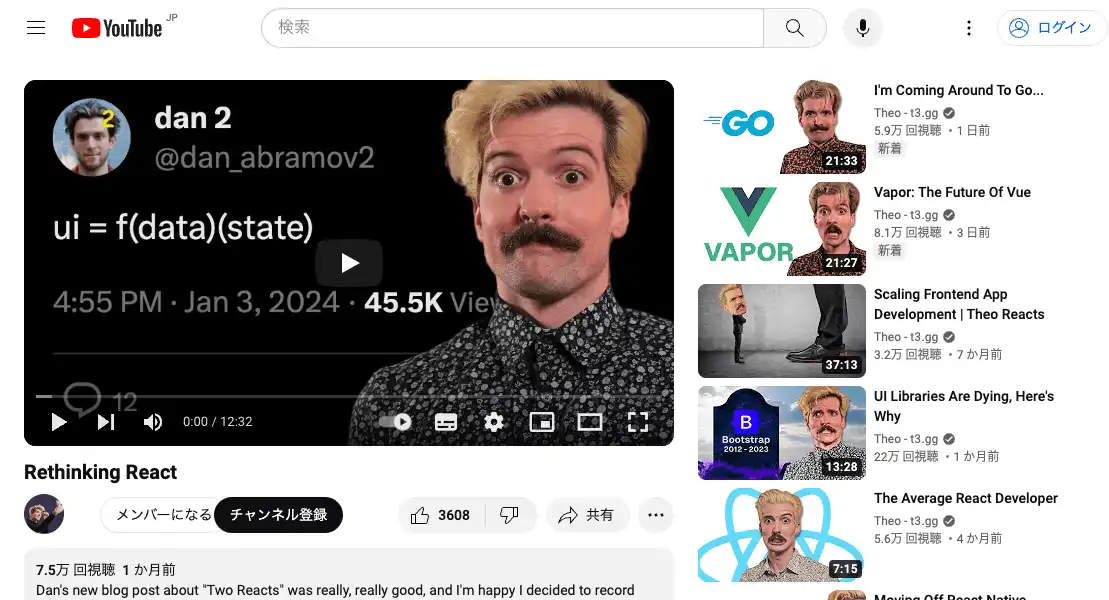 YouTube JP
検索
ログイン
2
dan 2
@dan_abramov2
ui = f(data)(state)
4:55 PM · Jan 3, 2024 · 45.5K View
12
0:00 / 12:32
Rethinking React
メンバーになる
チャンネル登録
3608
共有
7.5万 回視聴 1 か月前
Dan's new blog post about "Two Reacts" was really, really good, and I'm happy I decided to record
GO
21:33
I'm Coming Around To Go...
Theo - t3.gg
5.9万 回視聴 ・1 日前
新着
VAPOR
21:27
Vapor: The Future Of Vue
Theo - t3.gg
8.1万 回視聴 ・3 日前
新着
37:13
Scaling Frontend App
Development | Theo Reacts
Theo - t3.gg
3.2万 回視聴 ・7 か月前
B
Bootstrap
2012 - 2023
13:28
UI Libraries Are Dying, Here's
Why
Theo - t3.gg
22万 回視聴 ・1 か月前
7:15
The Average React Developer
Theo - t3.gg
5.6万 回視聴 ・4 か月前
Moving Off React Native